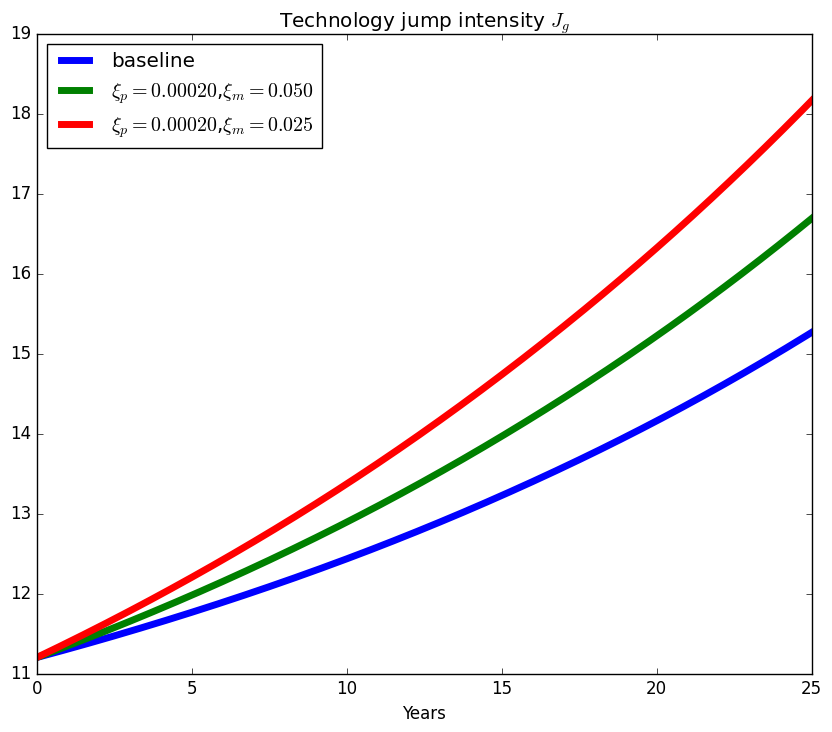 Technology jump intensity J_g
19
18
17
16
15
14
13
12
11
baseline
ξ_p = 0.00020,ξ_m = 0.050
ξ_p = 0.00020,ξ_m = 0.025
0 5 10 15 20 25
Years